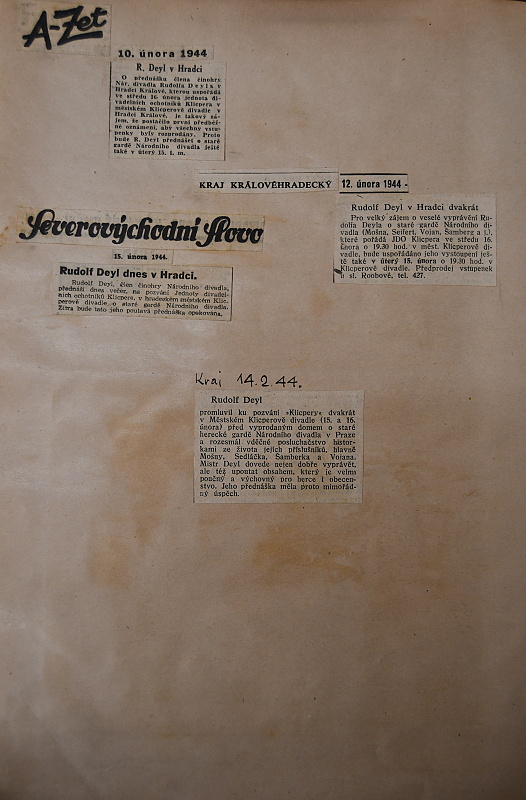 A-Zet
10. února 1944
R. Deyl v Hradci
O přednášku člena činohry
Nár. divadla Rudolfa Deyla v
Hradci Králové, kterou uspořádá
ve středu 16. února jednota di-
vadelních ochotníků Klicpera v
městském Klicperově divadle v
Hradci Králové, je takový zá-
jem, že postačilo první předběž-
né oznámení, aby všechny vstu-
penky byly rozprodány. Proto
bude R. Deyl přednášet o staré
gardě Národního divadla ještě
také v úterý 15. t. m.
KRAJ KRÁLOVÉHRADECKÝ
12. února 1944 -
Rudolf Deyl v Hradci dvakrát
Pro velký zájem o veselé vyprávění Ru-
dolfa Deyla o staré gardě Národního di-
vadla (Mošna, Seifert, Vojan, Šamberg a j.),
které pořádá JDO Klicpera ve středu 16.
února o 19.30 v měst. Klicperově di-
vadle, bude uspořádáno jeho vystoupení ješ-
tě také v úterý 15. února o 19.30 hod. v
Klicperově divadle. Předprodej vstupenek
u sl. Roubové, tel. 427.
Severovýchodní Slovo
15. února 1944.
Rudolf Deyl dnes v Hradci.
Rudolf Deyl, člen činohry Národního divadla,
přednáší dnes večer, na pozvání Jednoty divadel-
ních ochotníků Klicpera, v hradeckém městském Klic-
perově divadle, o staré gardě Národního divadla.
Zítra bude tato jeho poutavá přednáška opakována.
Kraj 14.2.44.
Rudolf Deyl
promluvil ku pozvání »Klicpery« dvakrát
v Městském Klicperově divadle (15. a 16.
února) před vyprodaným domem o staré
herecké gardě Národního divadla v Praze
a rozesmál vděčné posluchačstvo histor-
kami ze života jejich příslušníků, hlavně
Mošny, Sedláčka, Šamberka a Vojana.
Mistr Deyl dovede nejen dobře vyprávět,
ale též upoutat obsahem, který je velmi
poučný a výchovný pro herce i obecen-
stvo. Jeho přednáška měla proto mimořád-
ný úspěch.